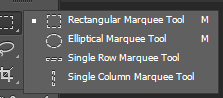 Rectangular Marquee Tool M
Elliptical Marquee Tool M
Single Row Marquee Tool
Single Column Marquee Tool